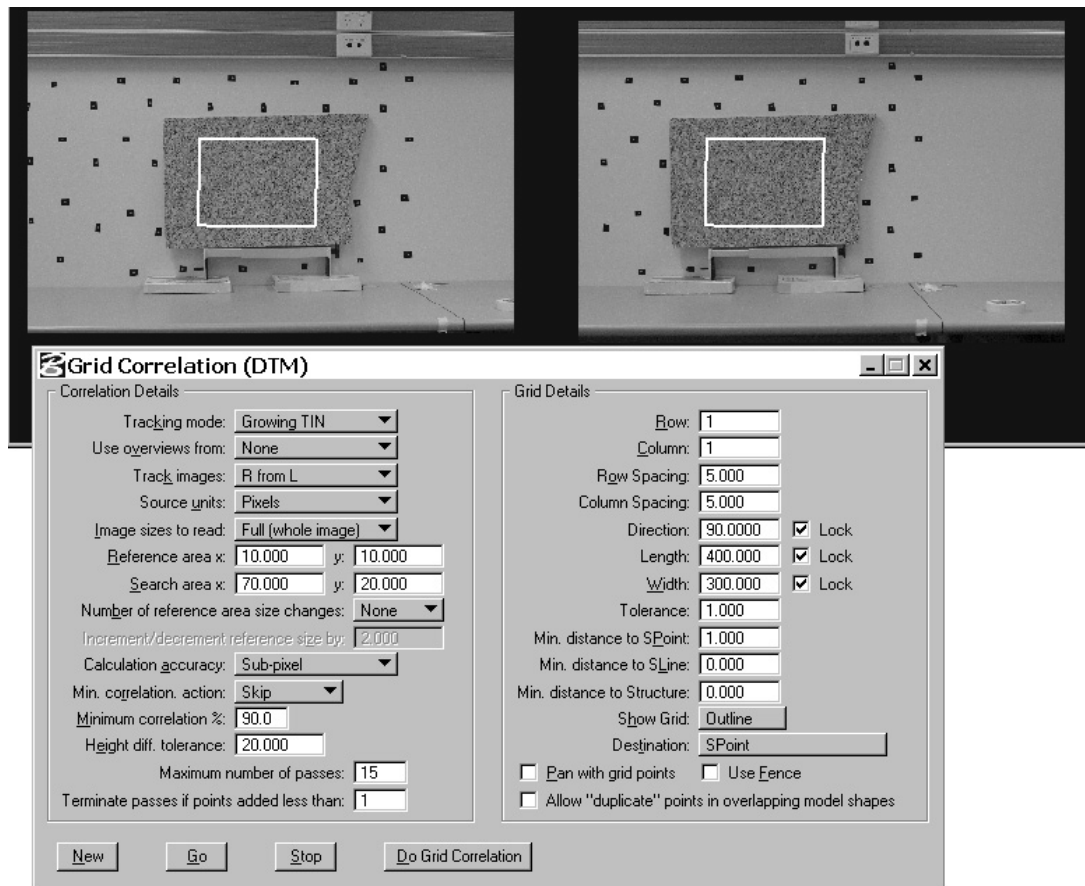 Grid Correlation (DTM)
Correlation Details
Tracking mode: Growing TIN
Use overviews from: None
Track images: R from L
Source units: Pixels
Image sizes to read: Full (whole image)
Reference area x: 10.000 y: 10.000
Search area x: 70.000 y: 20.000
Number of reference area size changes: None
Increment/decrement reference size by: 2.000
Calculation accuracy: Sub-pixel
Min. correlation. action: Skip
Minimum correlation %: 90.0
Height diff. tolerance: 20.000
Maximum number of passes: 15
Terminate passes if points added less than: 1
Grid Details
Row: 1
Column: 1
Row Spacing: 5.000
Column Spacing: 5.000
Direction: 90.0000 Lock
Length: 400.000 Lock
Width: 300.000 Lock
Tolerance: 1.000
Min. distance to SPoint: 1.000
Min. distance to SLine: 0.000
Min. distance to Structure: 0.000
Show Grid: Outline
Destination: SPoint
Pan with grid points Use Fence
Allow "duplicate" points in overlapping model shapes
New Go Stop Do Grid Correlation